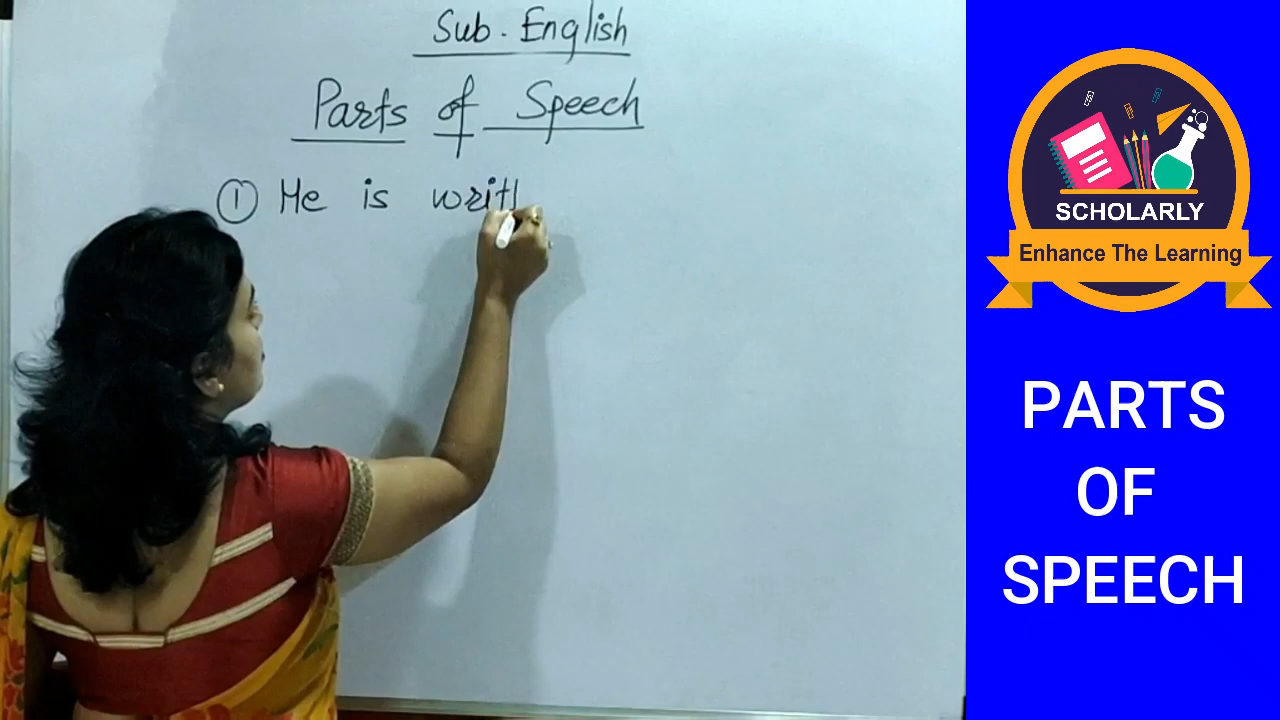 Sub. English
Parts of Speech
① He is writ
SCHOLARLY
Enhance The Learning
PARTS
OF
SPEECH